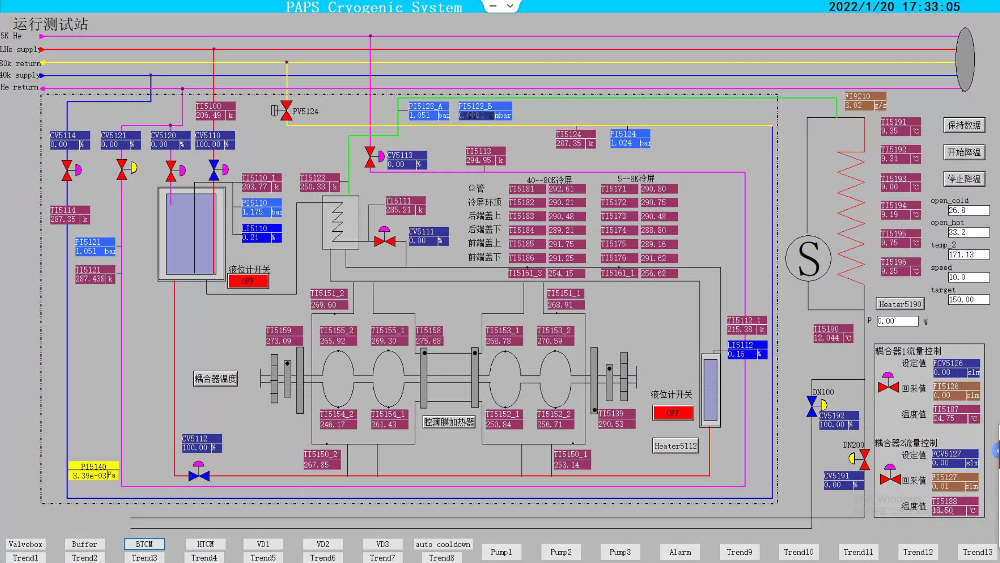 PAPS Cryogenic System
2022/1/20 17:33:05
运行测试站
5K He
LHe supply
80k return
40k supply
He return
TI5100
206.49 k
PV5124
PI5123_A
1.051 bar
PI5123_B
0.000 mbar
FI9210
3.02 g/s
CV5114
0.00 %
CV5121
0.00 %
CV5120
0.00 %
CV5110
100.00 %
TI5124
287.35 k
PI5124
1.024 bar
TI5191
9.35 ℃
保持数据
CV5113
0.00 %
TI5113
294.95 k
TI5192
9.31 ℃
开始降温
TI5110_1
203.77 k
TI5123
250.33 k
TI5193
9.00 ℃
停止降温
PI5110
1.175 bar
LI5110
0.21 %
TI5111
285.21 k
CV5111
0.00 %
40--80K冷屏
5--8K冷屏
Ω管 TI5181 292.61 TI5171 290.80
冷屏环顶 TI5182 290.21 TI5172 290.75
后端盖上 TI5183 290.48 TI5173 290.48
后端盖下 TI5184 289.21 TI5174 288.80
前端盖上 TI5185 291.75 TI5175 289.16
前端盖下 TI5186 291.25 TI5176 291.62
TI5161_3 254.15 TI5161_1 256.62
TI5194
9.19 ℃
TI5195
9.75 ℃
TI5196
9.25 ℃
open_cold
26.8
open_hot
33.2
temp_2
171.13
speed
10.0
target
150.00
S
TI5114
287.35 k
PI5121
1.051 bar
TI5121
287.438 k
液位计开关
OFF
TI5151_2
269.60
TI5151_1
268.91
Heater5190
P 0.00 W
TI5190
12.044 ℃
TI5112_1
215.38 k
LI5112
0.16 %
TI5159
273.09
TI5155_2
265.92
TI5155_1
269.30
TI5158
275.68
TI5153_1
268.78
TI5153_2
270.59
耦合器温度
TI5154_2
246.17
TI5154_1
261.43
腔薄膜加热器
TI5152_1
250.84
TI5152_2
256.71
TI5139
290.53
液位计开关
OFF
Heater5112
CV5112
100.00 %
TI5150_2
267.85
TI5150_1
253.14
PI5140
3.39e-03 Pa
耦合器1流量控制
设定值 FCV5126
0.00 slm
回采值 FI5126
0.00 slm
温度值 TI5187
24.75 ℃
DN100
CV5192
100.00 %
DN200
CV5191
0.00 %
耦合器2流量控制
设定值 FCV5127
0.00 slm
回采值 FI5127
0.01 slm
温度值 TI5188
18.50 ℃
Windows
Valvebox
Buffer
BTCM
HTCM
VD1
VD2
VD3
auto cooldown
Trend1
Trend2
Trend3
Trend4
Trend5
Trend6
Trend7
Trend8
Pump1
Pump2
Pump3
Alarm
Trend9
Trend10
Trend11
Trend12
Trend13